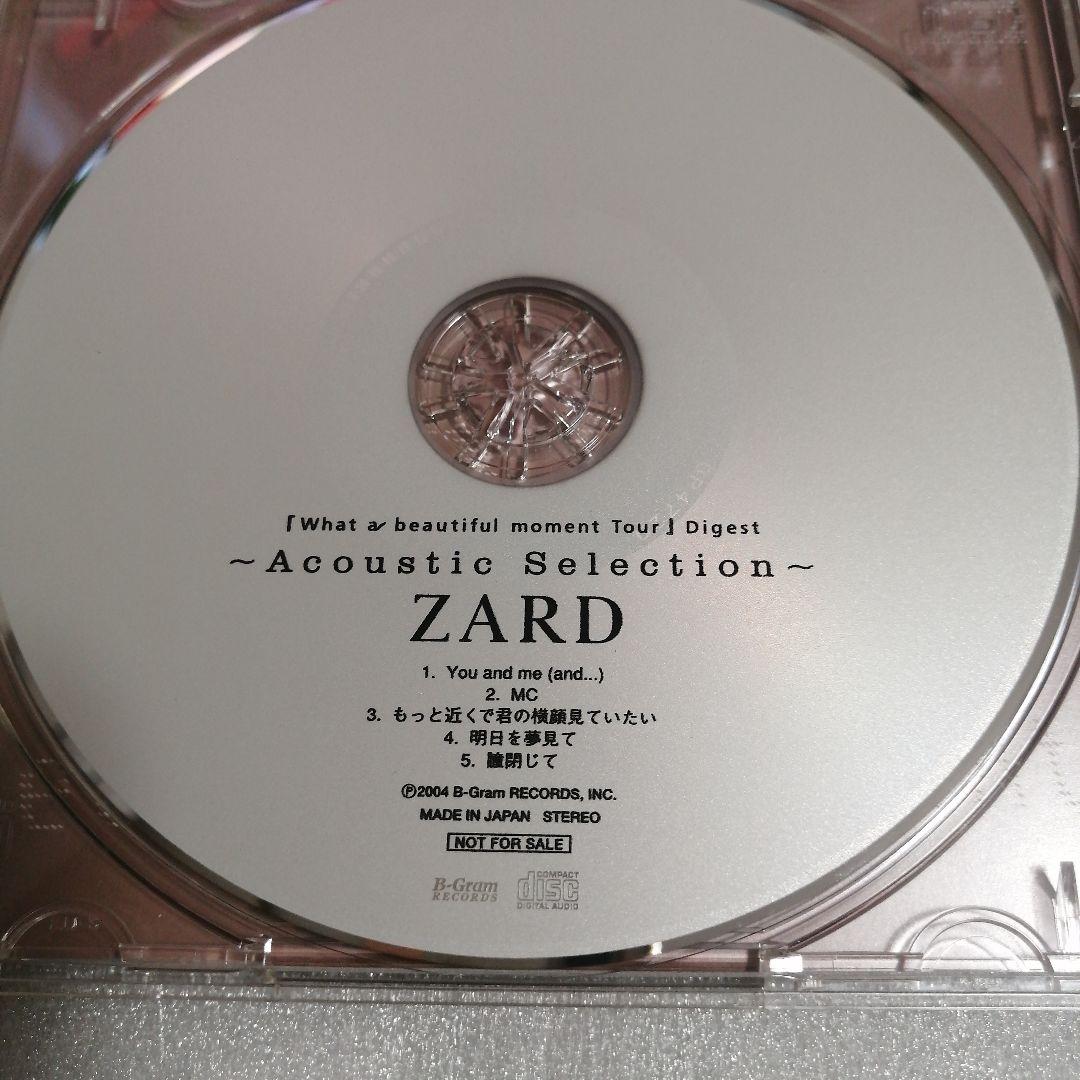 『What a beautiful moment Tour』Digest
~Acoustic Selection~
ZARD
1. You and me (and...)
2. MC
3. もっと近くで君の横顔見ていたい
4. 明日を夢見て
5. 瞳閉じて
Ⓟ2004 B-Gram RECORDS, INC.
MADE IN JAPAN STEREO
NOT FOR SALE
B-Gram
RECORDS
COMPACT
disc
DIGITAL AUDIO